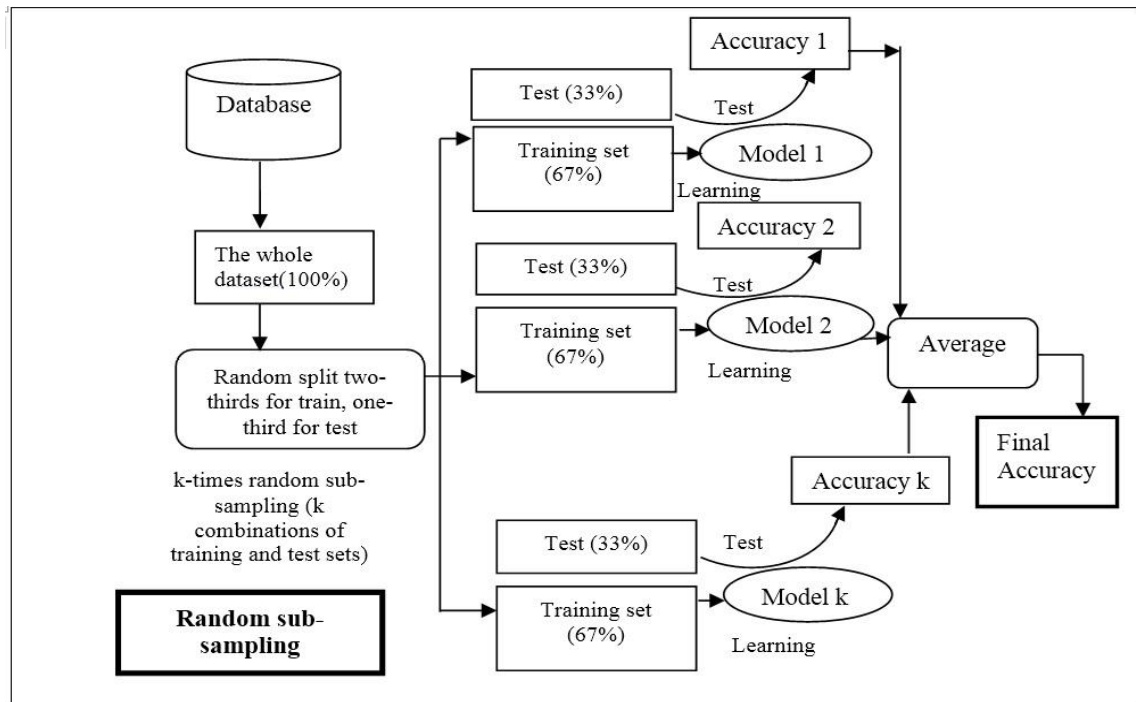 Database
The whole
dataset(100%)
Random split two-
thirds for train, one-
third for test
k-times random sub-
sampling (k
combinations of
training and test sets)
Random sub-
sampling
Accuracy 1
Test (33%)
Test
Training set
(67%)
Model 1
Learning
Accuracy 2
Test (33%)
Test
Training set
(67%)
Model 2
Learning
Accuracy k
Test (33%)
Test
Training set
(67%)
Model k
Learning
Average
Final
Accuracy